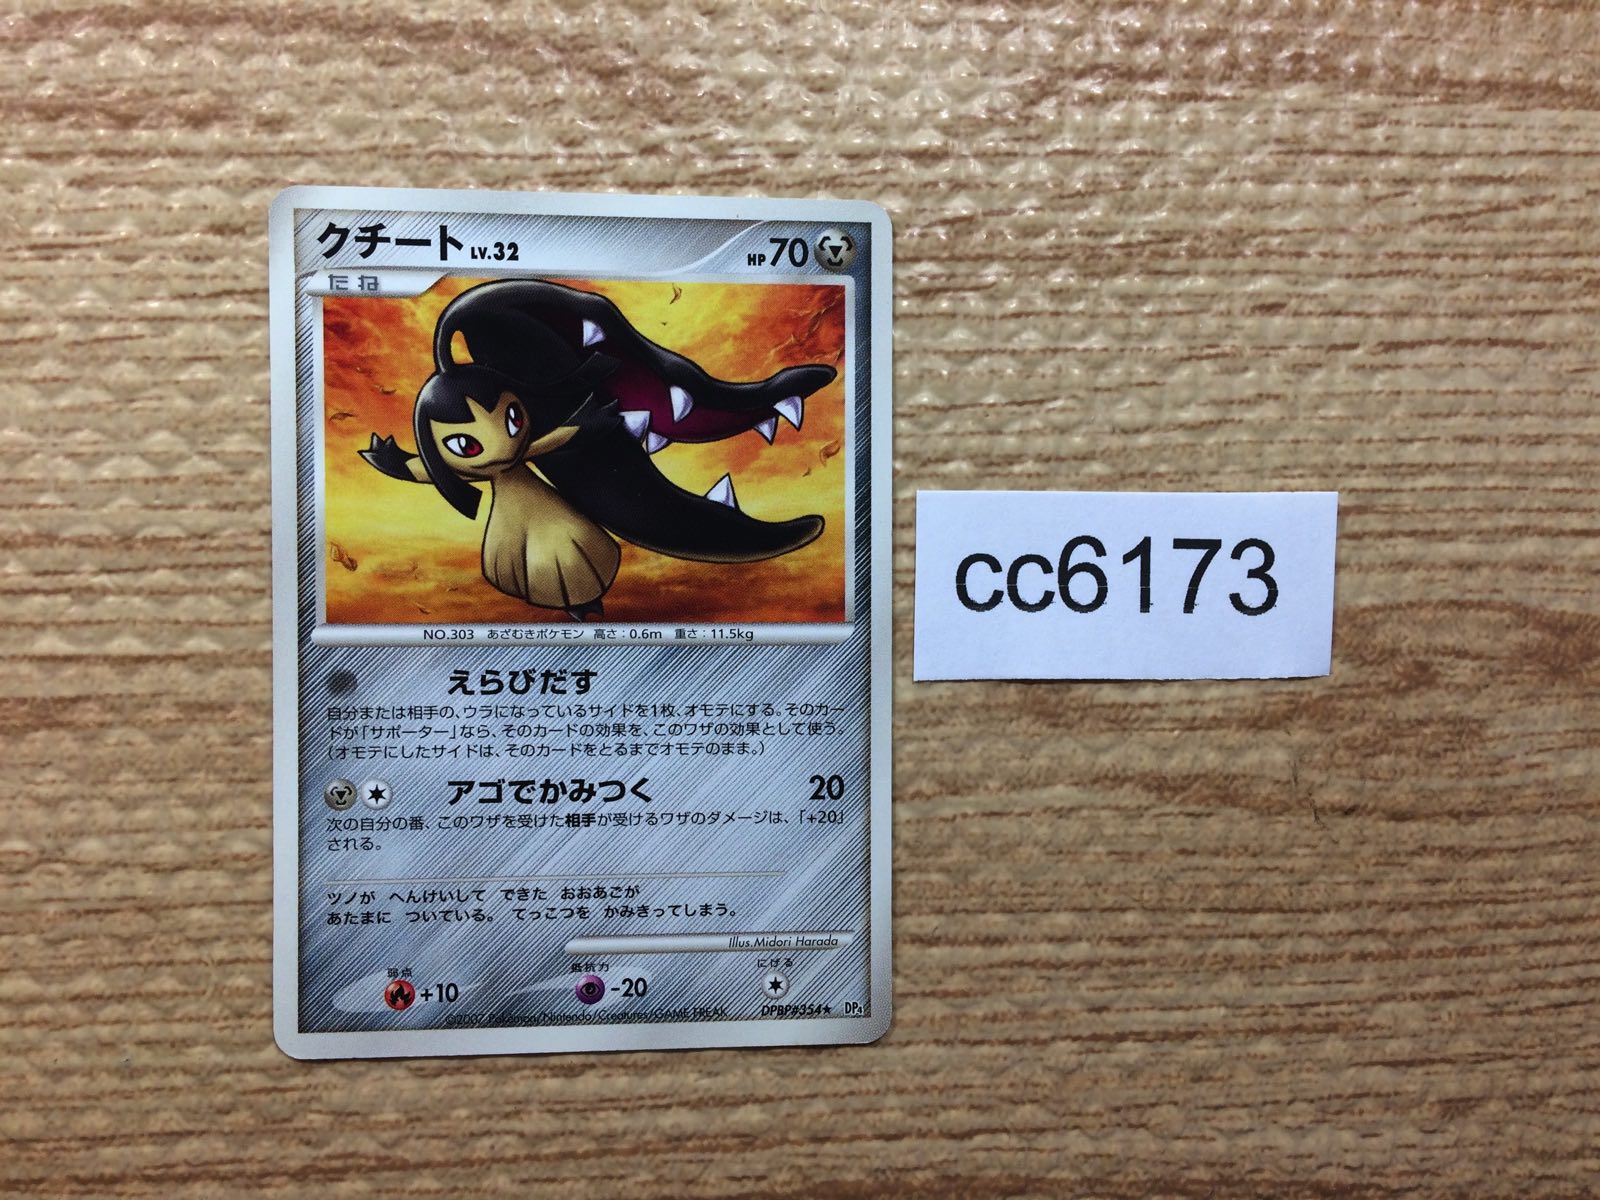 クチート LV.32
HP 70
たね
NO.303 あざむきポケモン 高さ:0.6m 重さ:11.5kg
えらびだす
自分または相手の、ウラになっているサイドを1枚、オモテにする。そのカー
ドが「サポーター」なら、そのカードの効果を、このワザの効果として使う。
(オモテにしたサイドは、そのカードをとるまでオモテのまま。)
アゴでかみつく 20
次の自分の番、このワザを受けた相手が受けるワザのダメージは、「+20」
される。
ツノが へんけいして できた おおあごが
あたまに ついている。 てっこつを かみきってしまう。
Illus.Midori Harada
弱点 抵抗力 にげる
+10 -20
©2007 Pokémon/Nintendo/Creatures/GAME FREAK DPBP#354★ DP4
cc6173